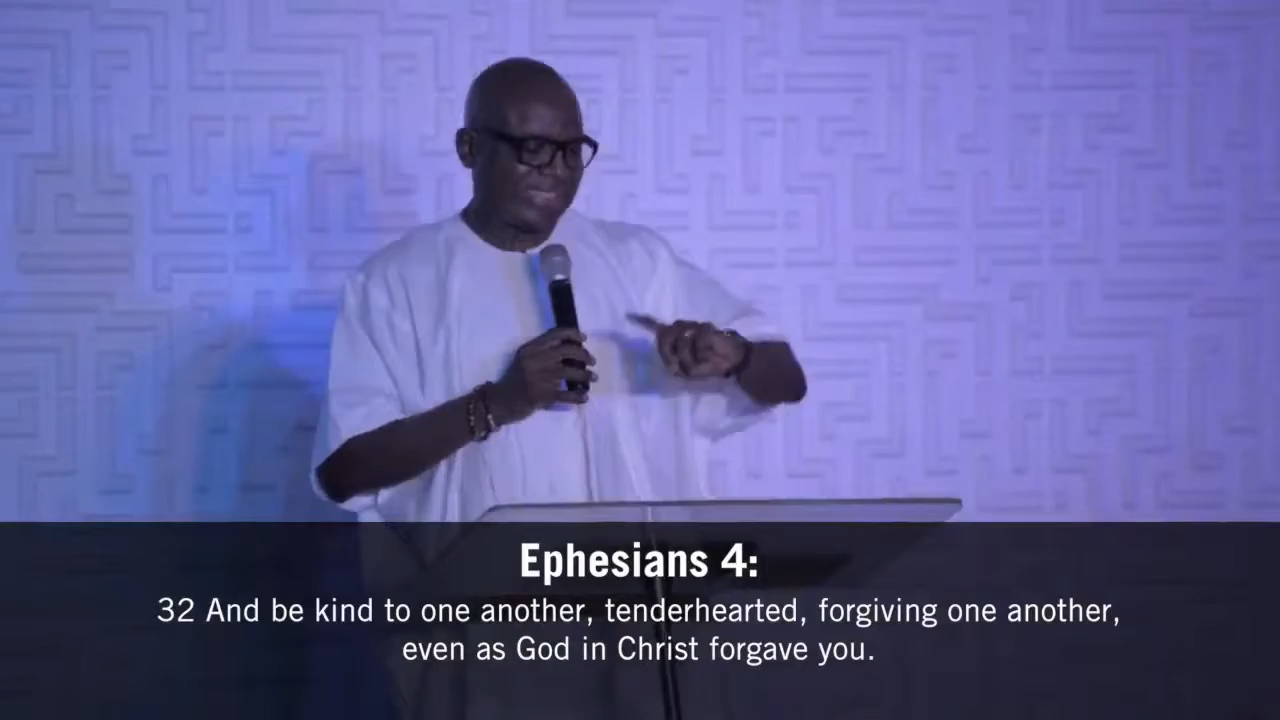 Ephesians 4:
32 And be kind to one another, tenderhearted, forgiving one another,
even as God in Christ forgave you.